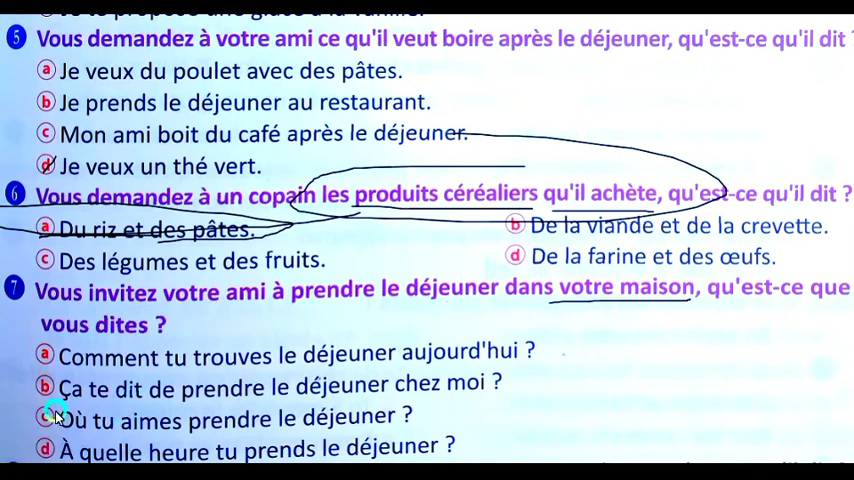 5 Vous demandez à votre ami ce qu'il veut boire après le déjeuner, qu'est-ce qu'il dit ?
a Je veux du poulet avec des pâtes.
b Je prends le déjeuner au restaurant.
c Mon ami boit du café après le déjeuner.
d Je veux un thé vert.
6 Vous demandez à un copain les produits céréaliers qu'il achète, qu'est-ce qu'il dit ?
a Du riz et des pâtes.
b De la viande et de la crevette.
c Des légumes et des fruits.
d De la farine et des œufs.
7 Vous invitez votre ami à prendre le déjeuner dans votre maison, qu'est-ce que
vous dites ?
a Comment tu trouves le déjeuner aujourd'hui ?
b Ça te dit de prendre le déjeuner chez moi ?
c Où tu aimes prendre le déjeuner ?
d À quelle heure tu prends le déjeuner ?